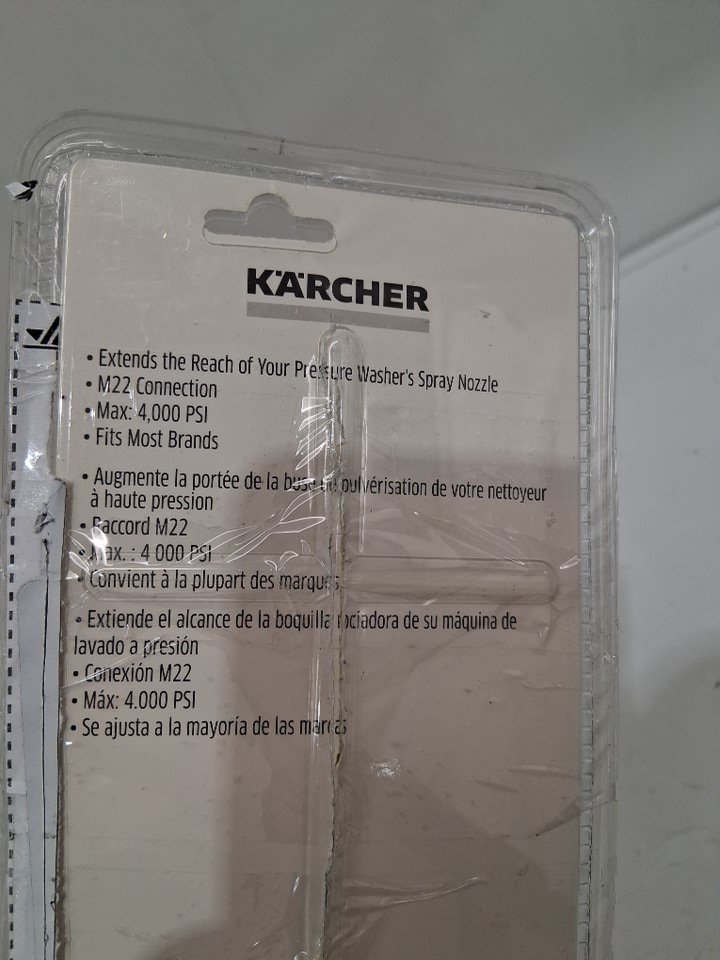 KÄRCHER
• Extends the Reach of Your Pressure Washer's Spray Nozzle
• M22 Connection
• Max: 4,000 PSI
• Fits Most Brands
• Augmente la portée de la buse de pulvérisation de votre nettoyeur
à haute pression
• Raccord M22
• Max. : 4 000 PSI
• Convient à la plupart des marques
• Extiende el alcance de la boquilla rociadora de su máquina de
lavado a presión
• Conexión M22
• Máx: 4.000 PSI
• Se ajusta a la mayoría de las marcas